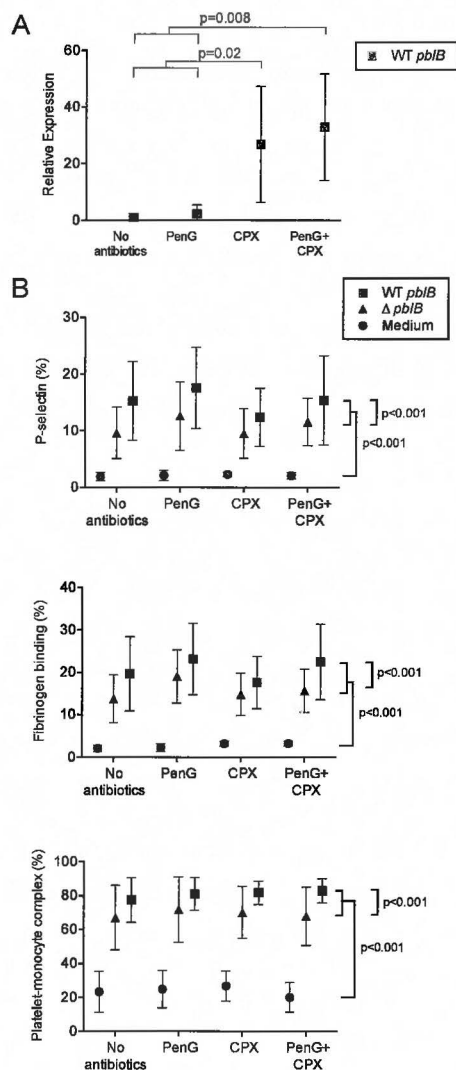 A
p=0.008
p=0.02
WT pblB
60
40
20
0
Relative Expression
No antibiotics
PenG
CPX
PenG+ CPX
B
WT pblB
Δ pblB
Medium
30
20
10
0
P-selectin (%)
p<0.001
p<0.001
No antibiotics
PenG
CPX
PenG+ CPX
40
30
20
10
0
Fibrinogen binding (%)
p<0.001
p<0.001
No antibiotics
PenG
CPX
PenG+ CPX
100
80
60
40
20
0
Platelet-monocyte complex (%)
p<0.001
p<0.001
No antibiotics
PenG
CPX
PenG+ CPX